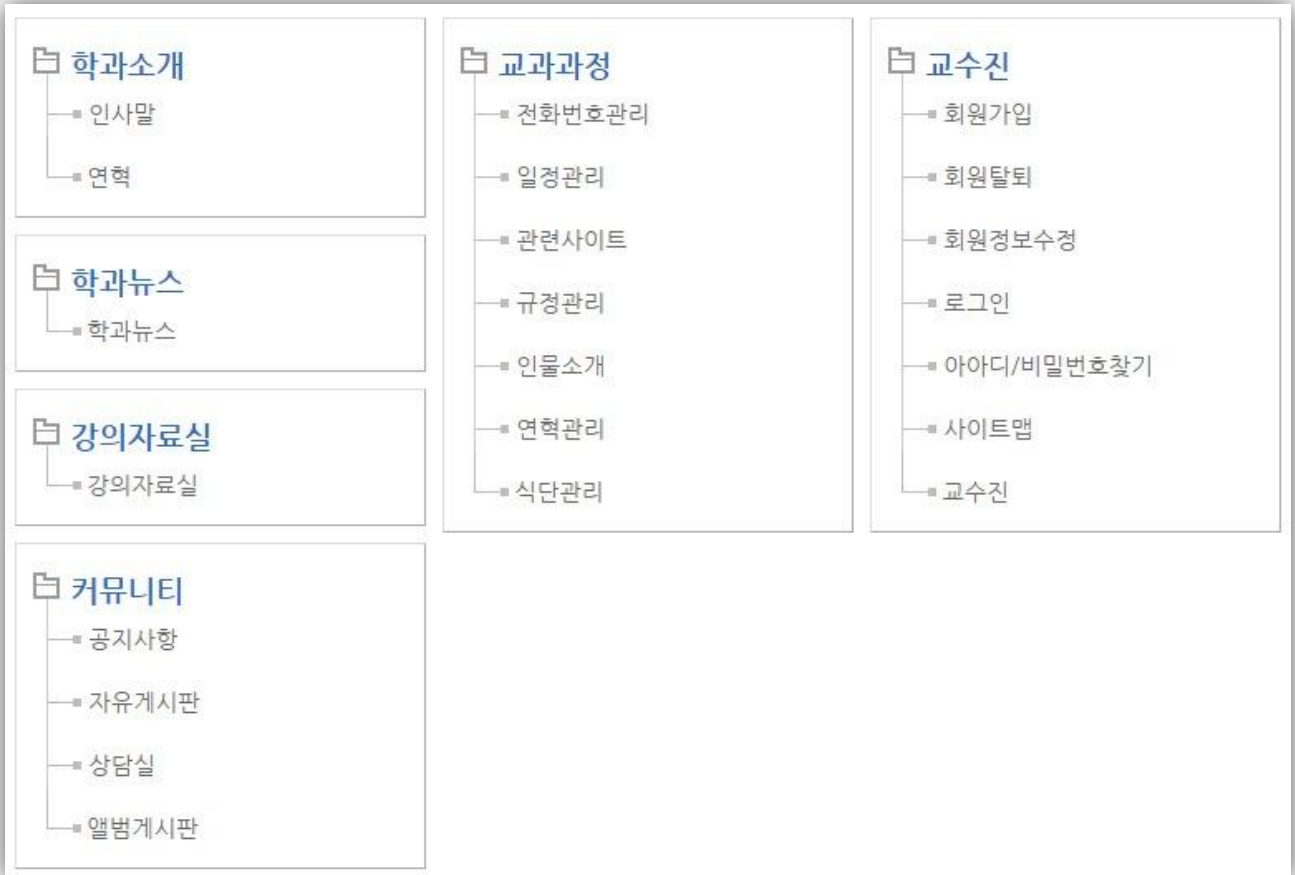 학과소개
인사말
연혁
학과뉴스
학과뉴스
강의자료실
강의자료실
커뮤니티
공지사항
자유게시판
상담실
앨범게시판
교과과정
전화번호관리
일정관리
관련사이트
규정관리
인물소개
연혁관리
식단관리
교수진
회원가입
회원탈퇴
회원정보수정
로그인
아아디/비밀번호찾기
사이트맵
교수진